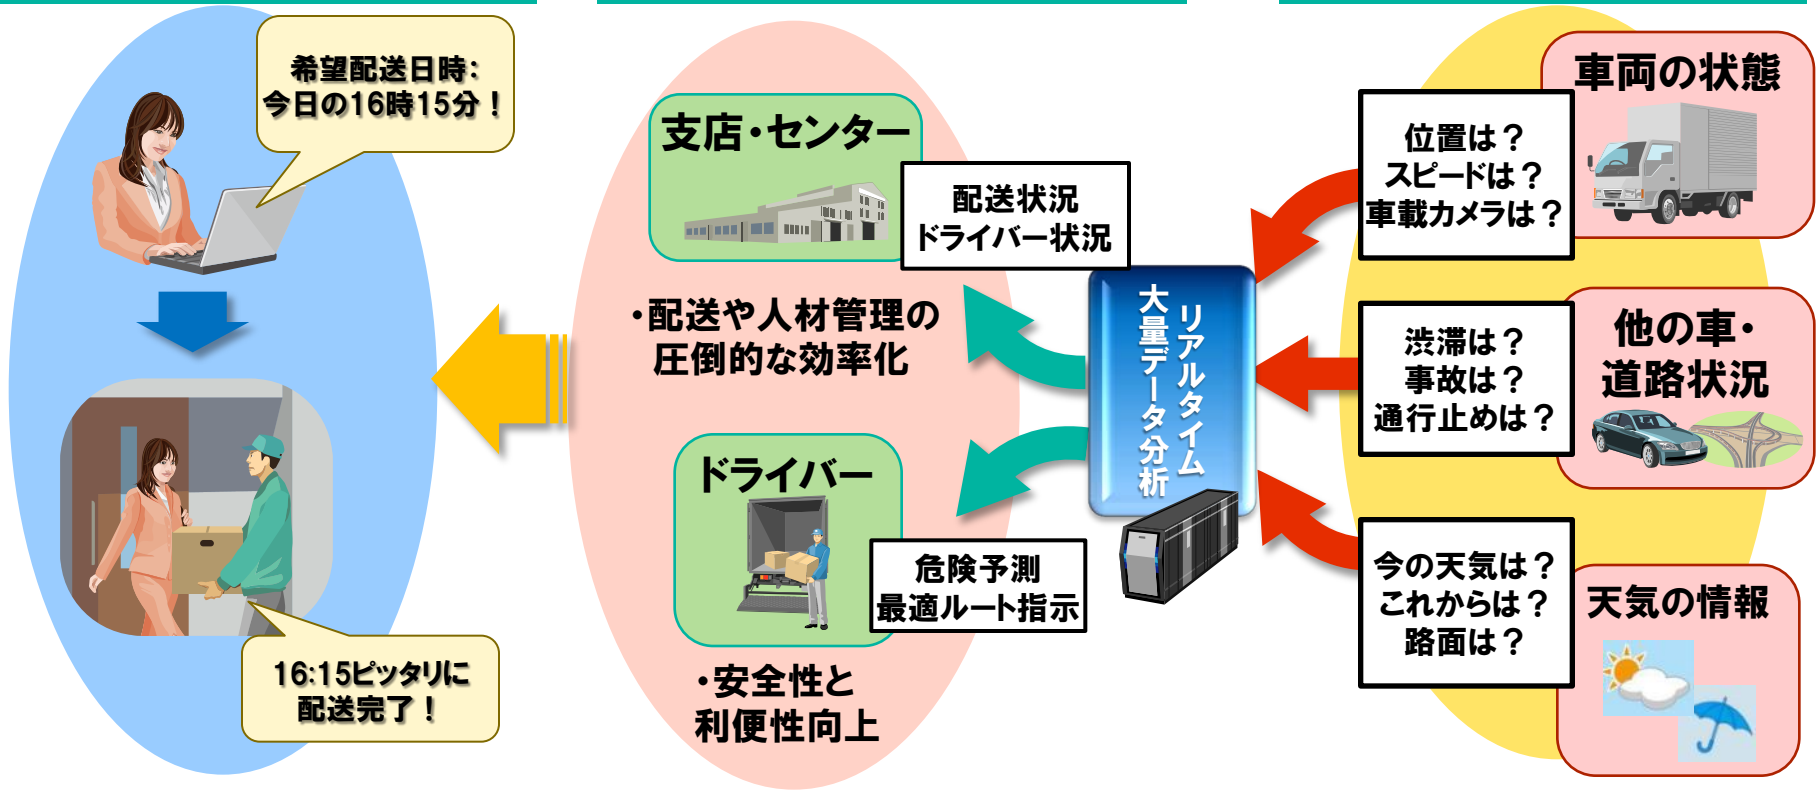 希望配送日時:
今日の16時15分！
16:15ピッタリに
配送完了！
支店・センター
配送状況
ドライバー状況
・配送や人材管理の
圧倒的な効率化
ドライバー
危険予測
最適ルート指示
・安全性と
利便性向上
リアルタイム
大量データ分析
車両の状態
位置は？
スピードは？
車載カメラは？
他の車・
道路状況
渋滞は？
事故は？
通行止めは？
天気の情報
今の天気は？
これからは？
路面は？